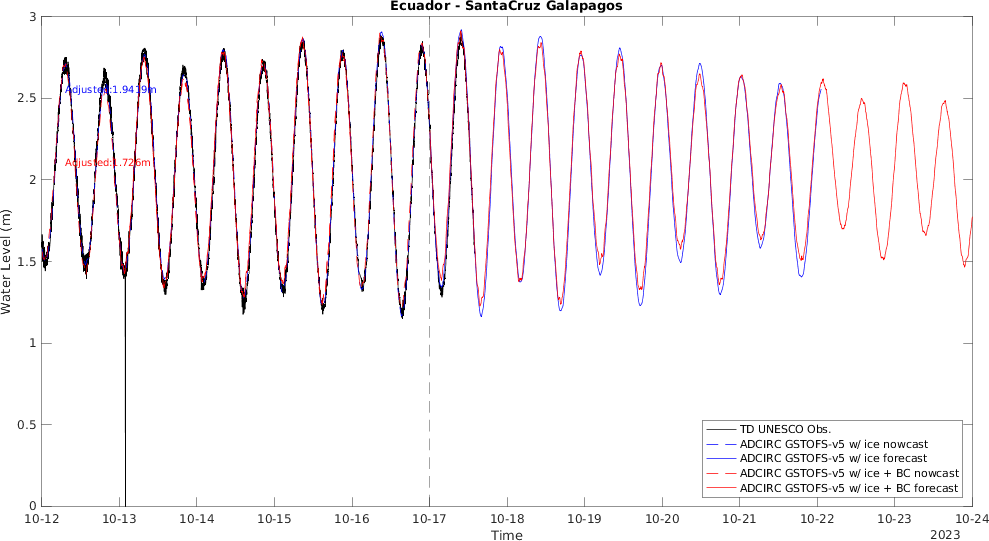 Ecuador - SantaCruz Galapagos
3
2.5
2
1.5
1
0.5
0
Water Level (m)
Adjusted:1.9419m
Adjusted:1.726m
TD UNESCO Obs.
ADCIRC GSTOFS-v5 w/ ice nowcast
ADCIRC GSTOFS-v5 w/ ice forecast
ADCIRC GSTOFS-v5 w/ ice + BC nowcast
ADCIRC GSTOFS-v5 w/ ice + BC forecast
10-12 10-13 10-14 10-15 10-16 10-17 10-18 10-19 10-20 10-21 10-22 10-23 10-24
Time
2023